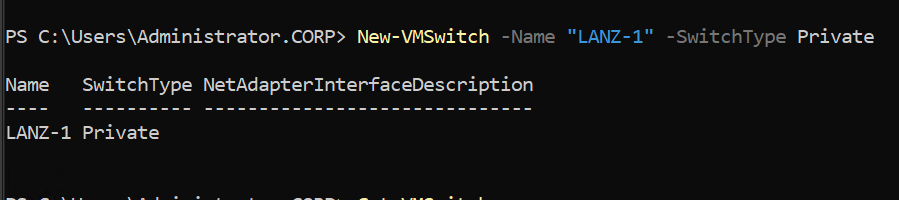 PS C:\Users\Administrator.CORP> New-VMSwitch -Name "LANZ-1" -SwitchType Private
Name SwitchType NetAdapterInterfaceDescription
---- ---------- ------------------------------
LANZ-1 Private